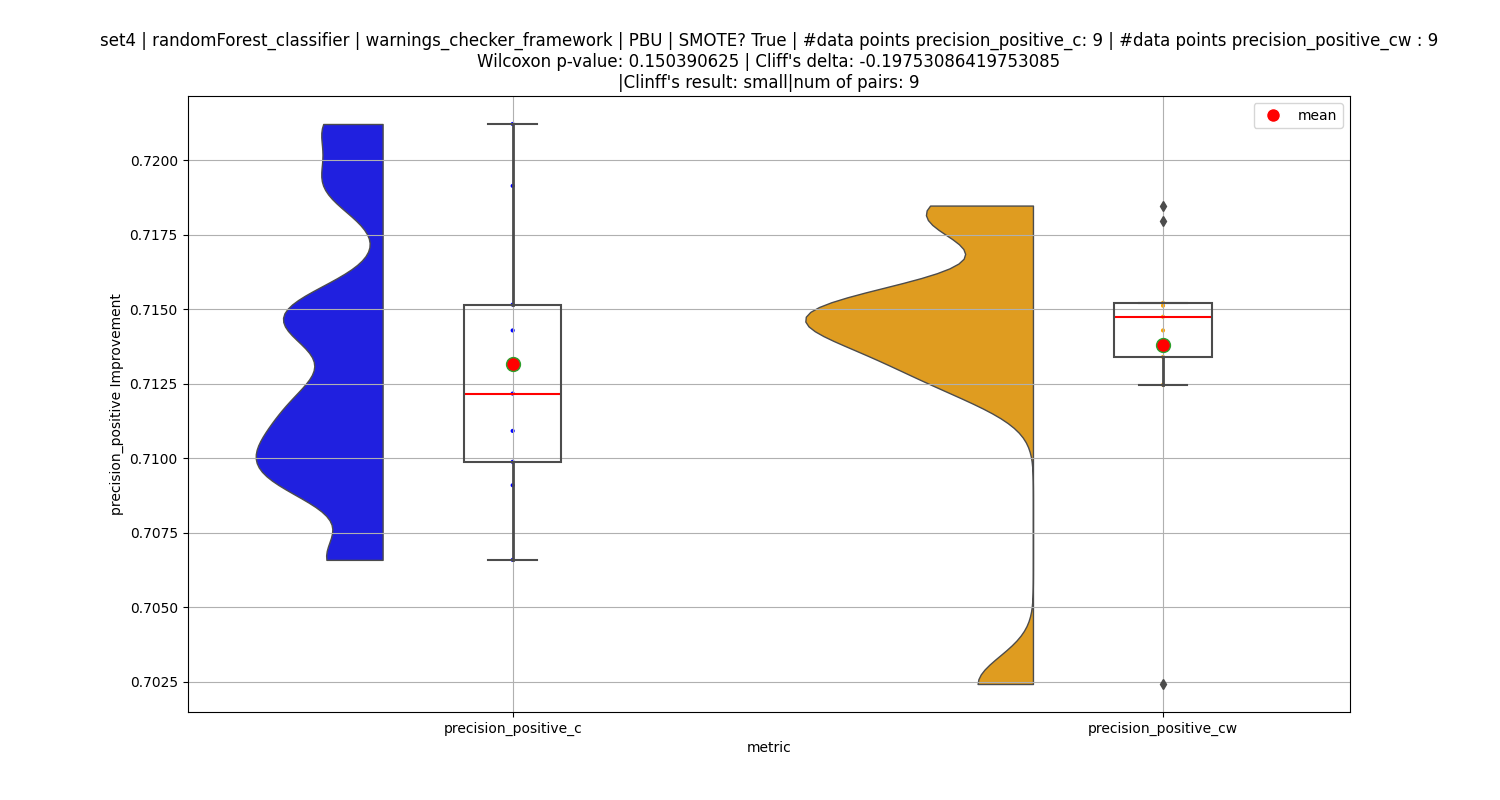 set4 | randomForest_classifier | warnings_checker_framework | PBU | SMOTE? True | #data points precision_positive_c: 9 | #data points precision_positive_cw : 9
Wilcoxon p-value: 0.150390625 | Cliff's delta: -0.19753086419753085
|Clinff's result: small|num of pairs: 9
mean
0.7200
0.7175
0.7150
0.7125
0.7100
0.7075
0.7050
0.7025
precision_positive Improvement
precision_positive_c
precision_positive_cw
metric